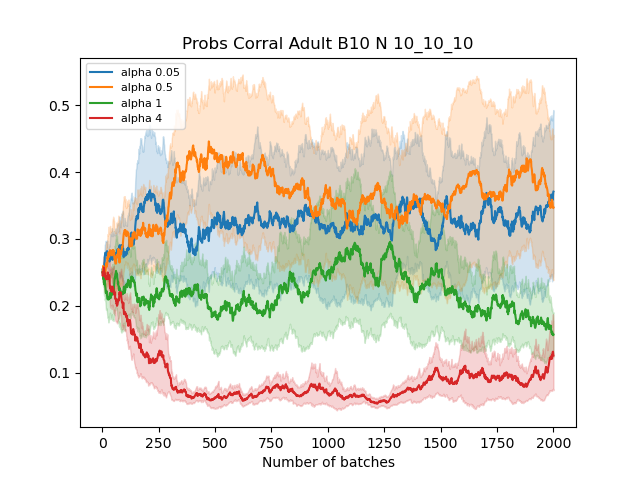 Probs Corral Adult B10 N 10_10_10
alpha 0.05
alpha 0.5
alpha 1
alpha 4
0.5
0.4
0.3
0.2
0.1
0 250 500 750 1000 1250 1500 1750 2000
Number of batches